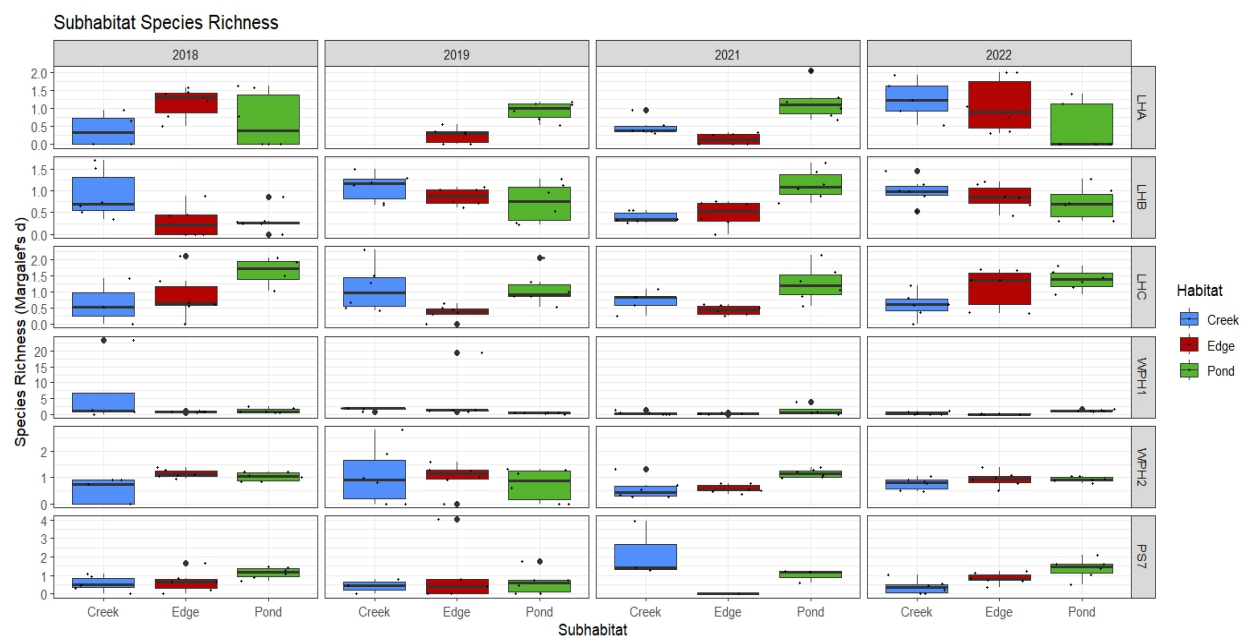 Subhabitat Species Richness
2018 2019 2021 2022
2.0
1.5
1.0
0.5
0.0
LHA
1.5
1.0
0.5
0.0
LHB
2.0
1.5
1.0
0.5
0.0
LHC
20
15
10
5
0
WPH1
2
1
0
WPH2
4
3
2
1
0
PS7
Species Richness (Margalef's d)
Creek Edge Pond Creek Edge Pond Creek Edge Pond Creek Edge Pond
Subhabitat
Habitat
Creek
Edge
Pond